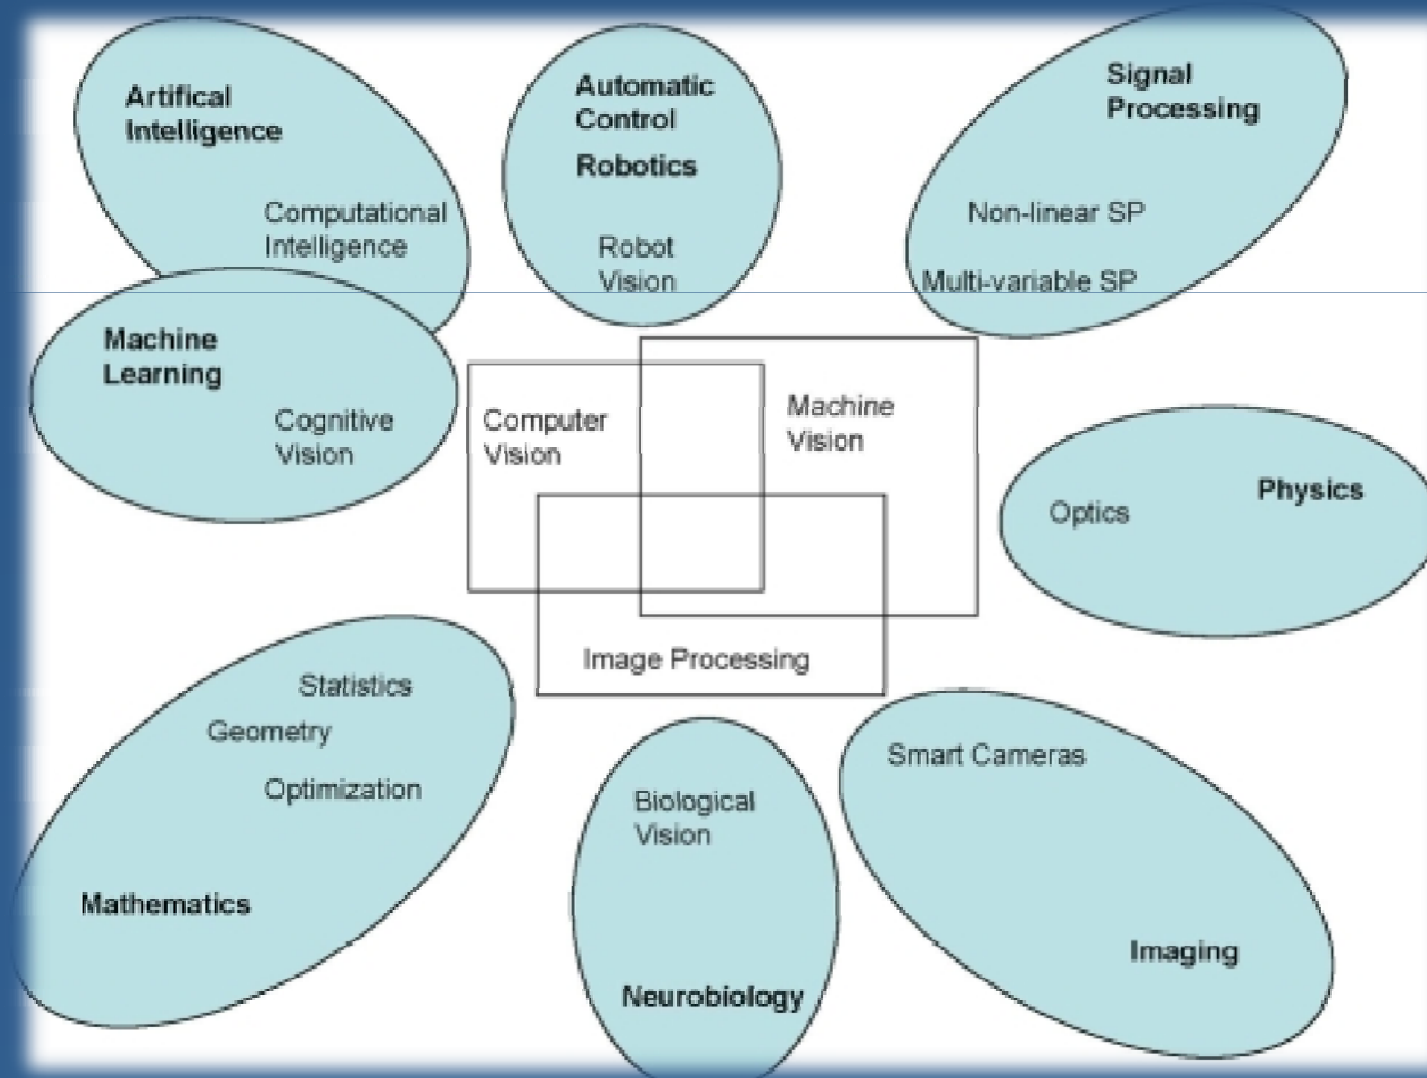 Artifical
Intelligence
Computational
Intelligence
Automatic
Control
Robotics
Robot
Vision
Signal
Processing
Non-linear SP
Multi-variable SP
Machine
Learning
Cognitive
Vision
Computer
Vision
Machine
Vision
Image Processing
Physics
Optics
Statistics
Geometry
Optimization
Mathematics
Biological
Vision
Neurobiology
Smart Cameras
Imaging